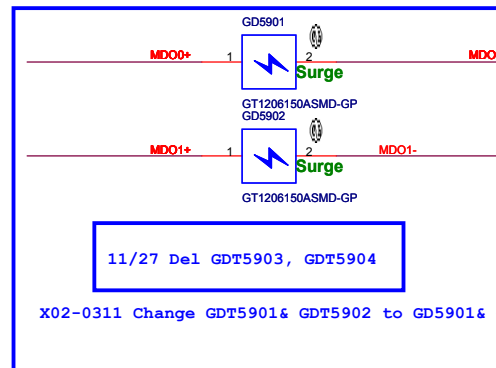 GD5901
MDO0+ 1 2 MDO
Surge
GT1206150ASMD-GP
GD5902
MDO1+ 1 2 MDO1-
Surge
GT1206150ASMD-GP
11/27 Del GDT5903, GDT5904
X02-0311 Change GDT5901& GDT5902 to GD5901&